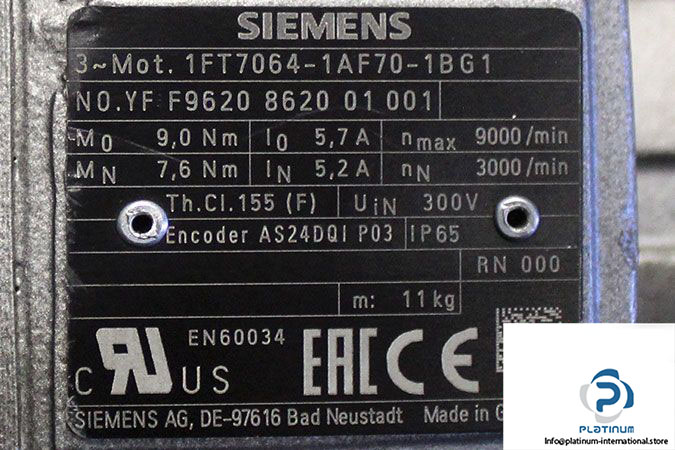 SIEMENS
3~Mot. 1FT7064-1AF70-1BG1
NO.YF F9620 8620 01 001
M0 9,0 Nm I0 5,7 A nmax 9000/min
MN 7,6 Nm IN 5,2 A nN 3000/min
Th.Cl.155 (F) UiN 300V
Encoder AS24DQI P03 IP65
RN 000
m: 11kg
EN60034
C RU US EAC CE
SIEMENS AG, DE-97616 Bad Neustadt Made in G
PLATINUM
Info@platinum-international.store